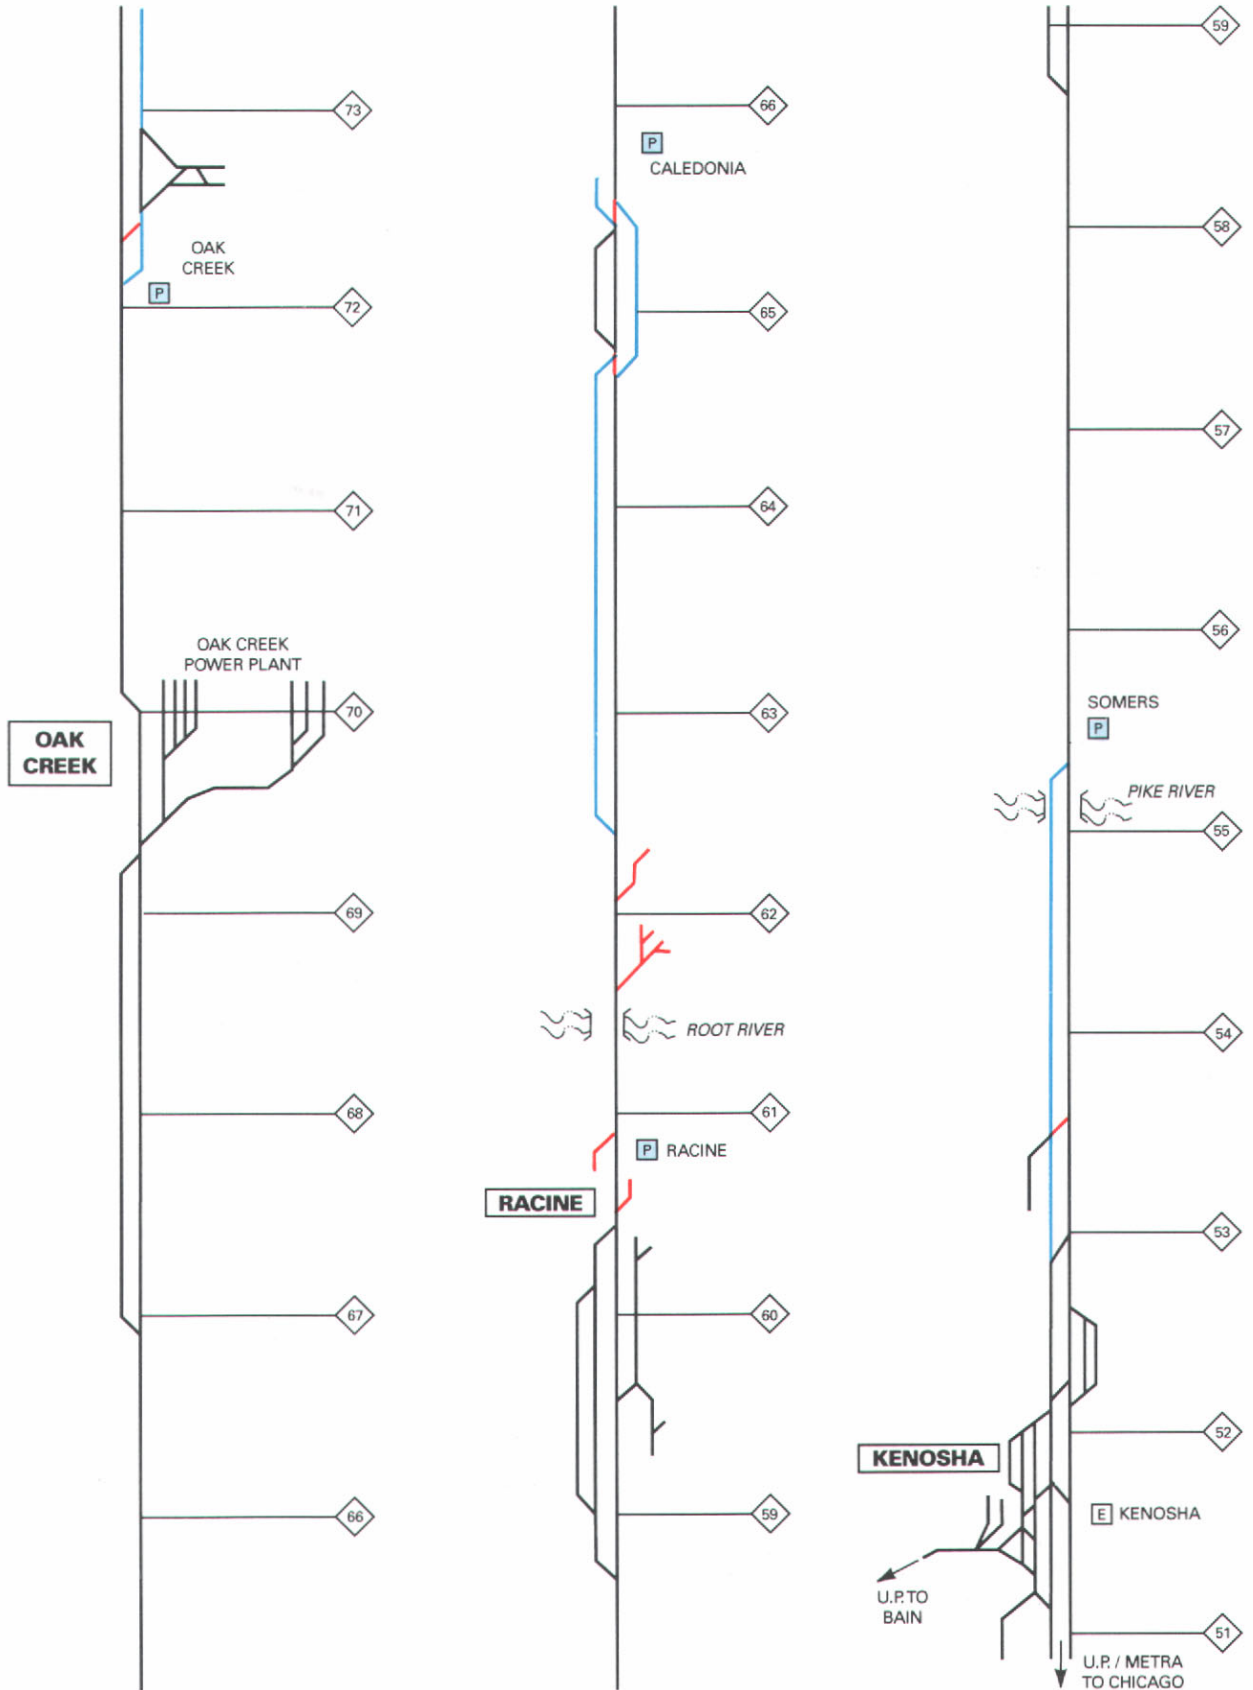 73
OAK
CREEK
P
72
71
OAK CREEK
POWER PLANT
70
OAK
CREEK
69
68
67
66
66
P
CALEDONIA
65
64
63
62
ROOT RIVER
61
P RACINE
RACINE
60
59
59
58
57
56
SOMERS
P
PIKE RIVER
55
54
53
52
KENOSHA
E KENOSHA
U.P. TO
BAIN
51
U.P. / METRA
TO CHICAGO